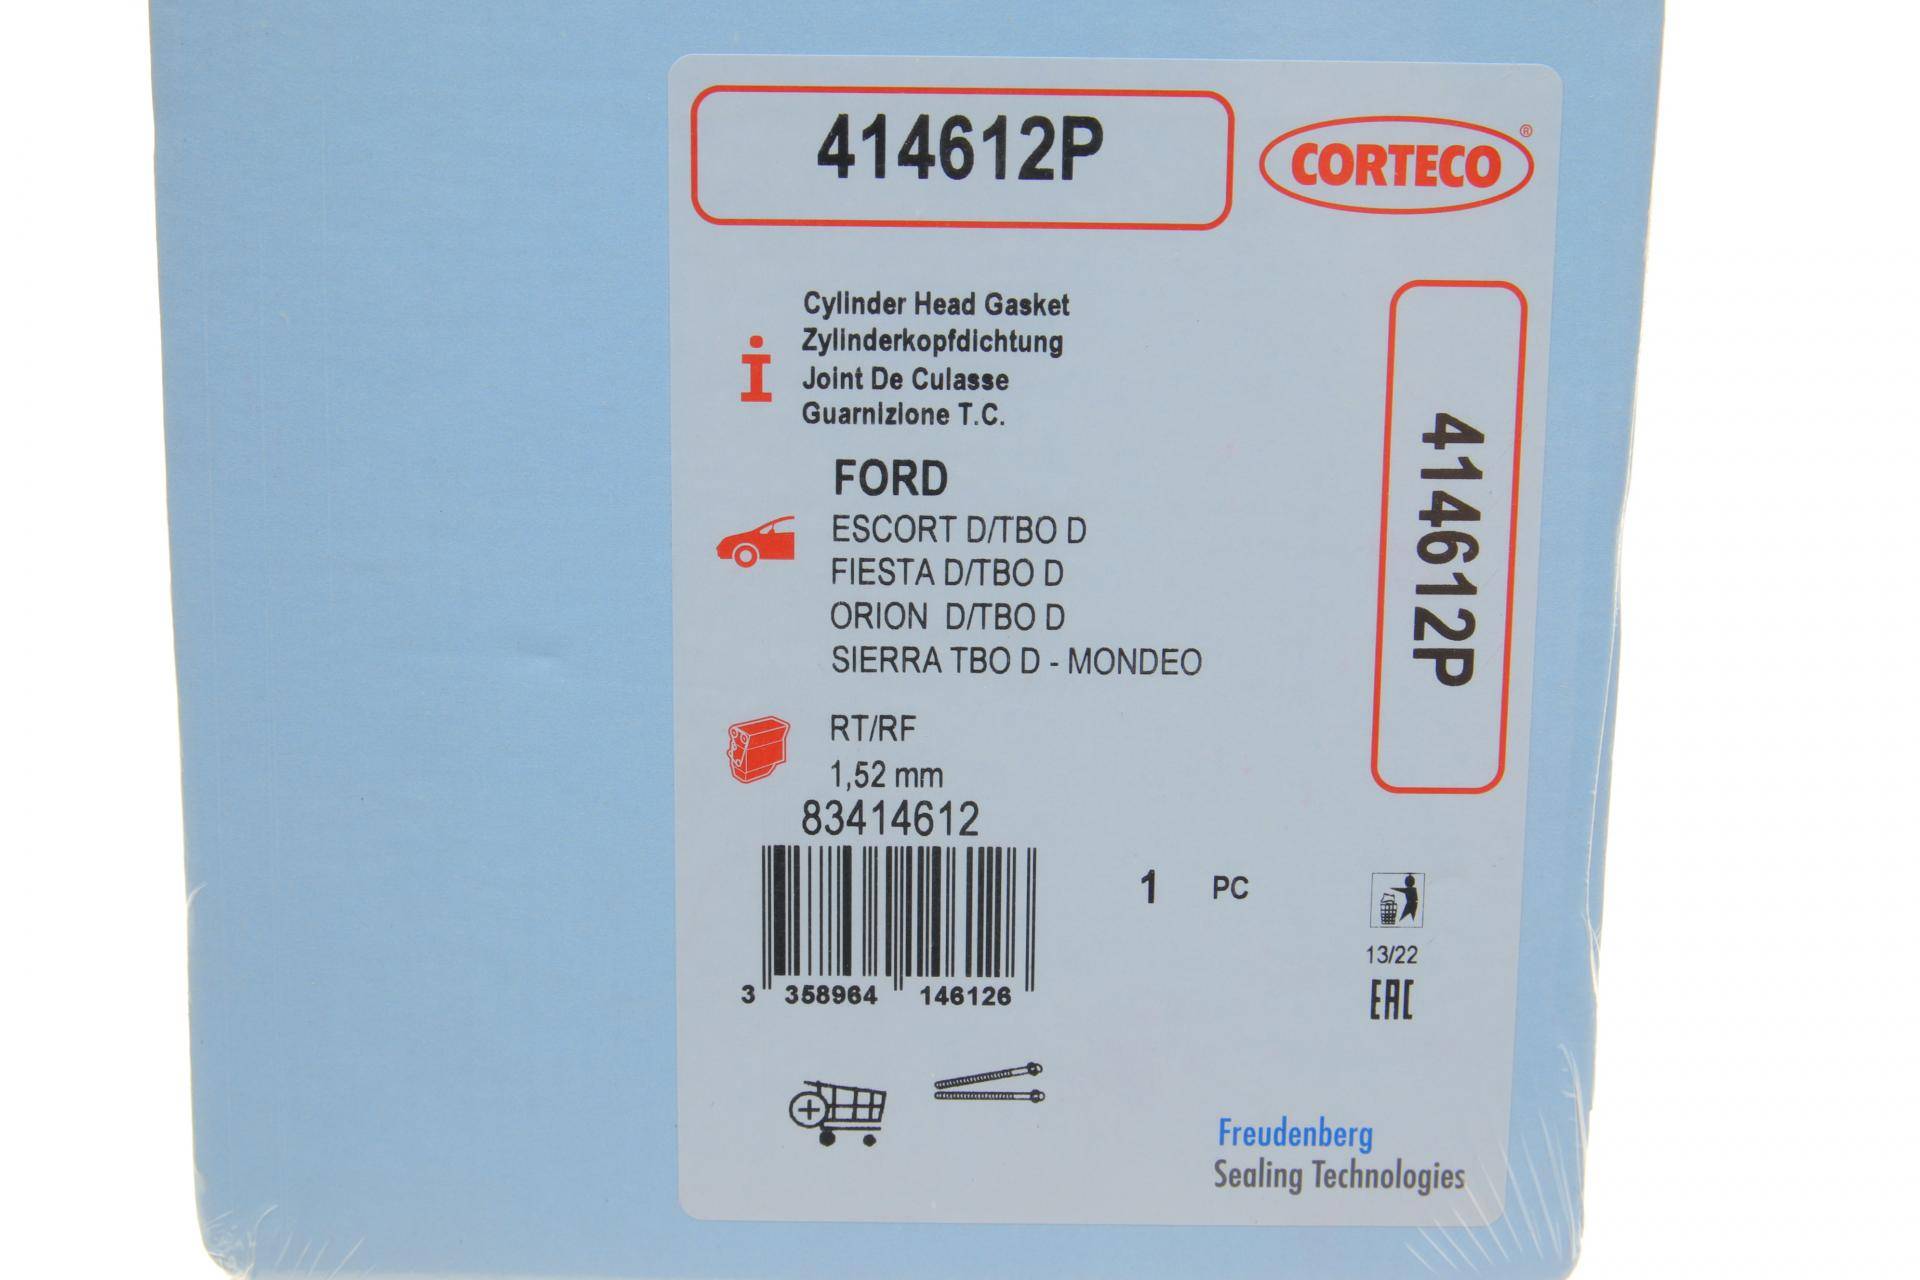 414612P
CORTECO®
Cylinder Head Gasket
Zylinderkopfdichtung
Joint De Culasse
Guarnizione T.C.
FORD
ESCORT D/TBO D
FIESTA D/TBO D
ORION D/TBO D
SIERRA TBO D - MONDEO
414612P
RT/RF
1,52 mm
83414612
1 PC
13/22
EAC
3 358964 146126
Freudenberg
Sealing Technologies